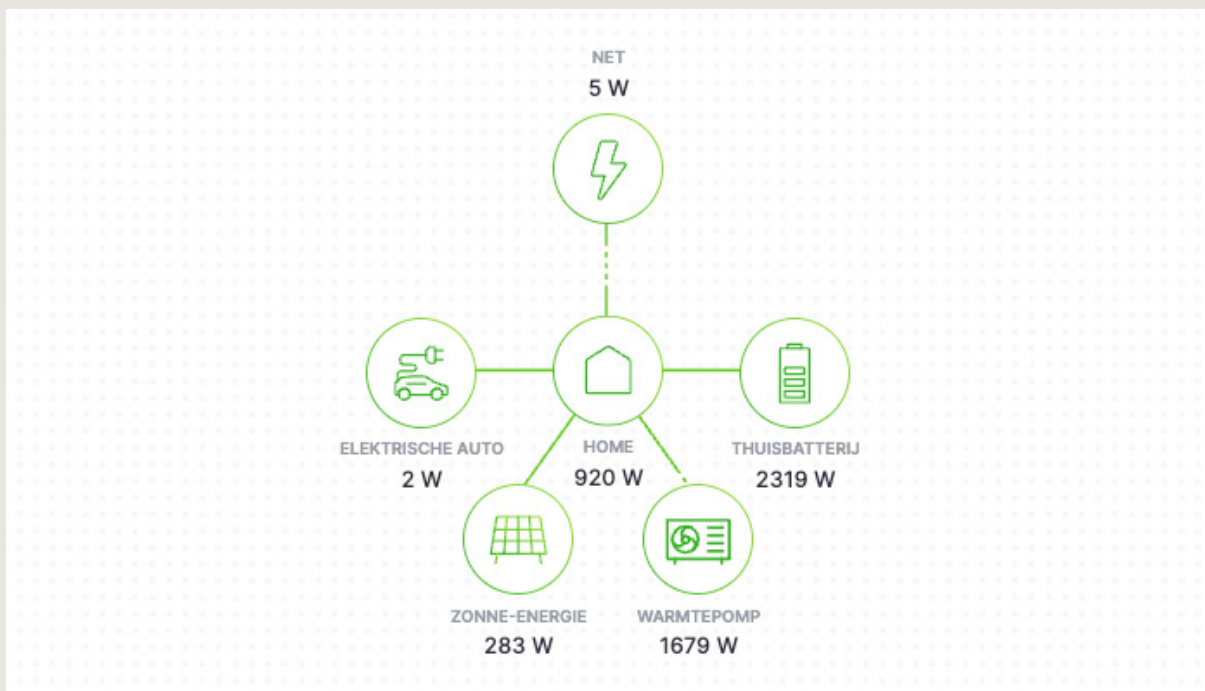 NET
5 W
ELEKTRISCHE AUTO
2 W
HOME
920 W
THUISBATTERIJ
2319 W
ZONNE-ENERGIE
283 W
WARMTEPOMP
1679 W